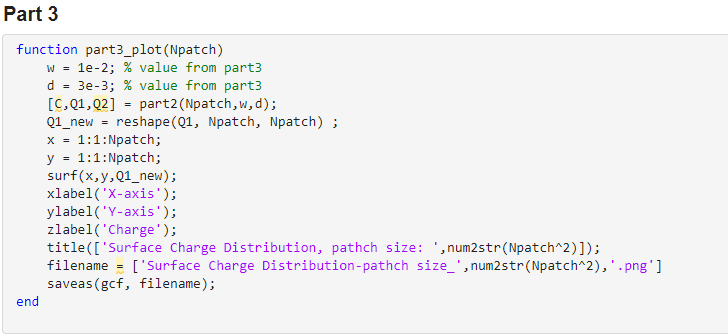 Part 3
function part3_plot(Npatch)
    w = 1e-2; % value from part3
    d = 3e-3; % value from part3
    [C,Q1,Q2] = part2(Npatch,w,d);
    Q1_new = reshape(Q1, Npatch, Npatch) ;
    x = 1:1:Npatch;
    y = 1:1:Npatch;
    surf(x,y,Q1_new);
    xlabel('X-axis');
    ylabel('Y-axis');
    zlabel('Charge');
    title(['Surface Charge Distribution, pathch size: ',num2str(Npatch^2)]);
    filename = ['Surface Charge Distribution-pathch size_',num2str(Npatch^2),'.png']
    saveas(gcf, filename);
end